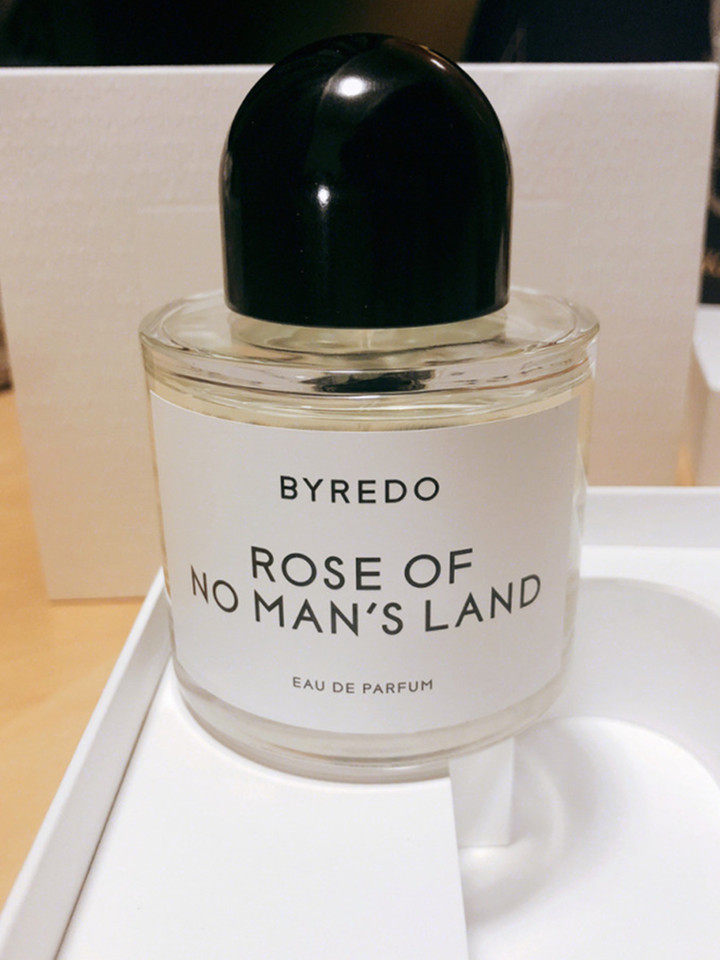 BYREDO
ROSE OF
NO MAN'S LAND
EAU DE PARFUM